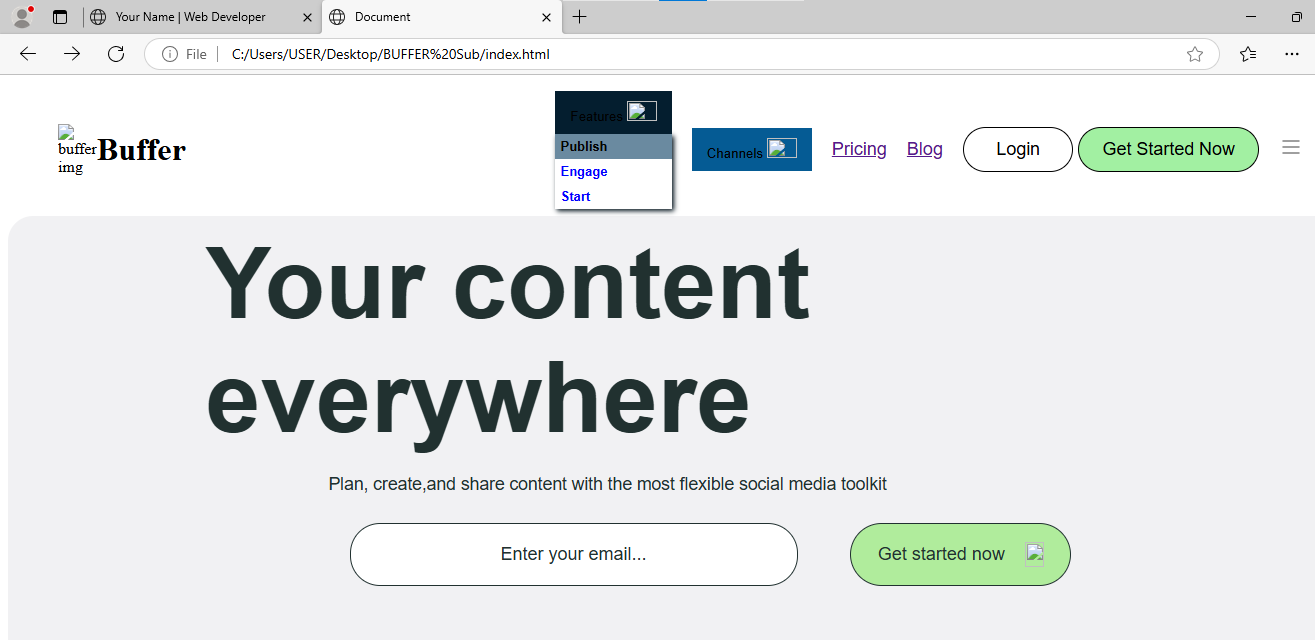 Your Name | Web Developer
Document
File
C:/Users/USER/Desktop/BUFFER%20Sub/index.html
buffer
img
Buffer
Features
Publish
Engage
Start
Channels
Pricing
Blog
Login
Get Started Now
Your content
everywhere
Plan, create,and share content with the most flexible social media toolkit
Enter your email...
Get started now